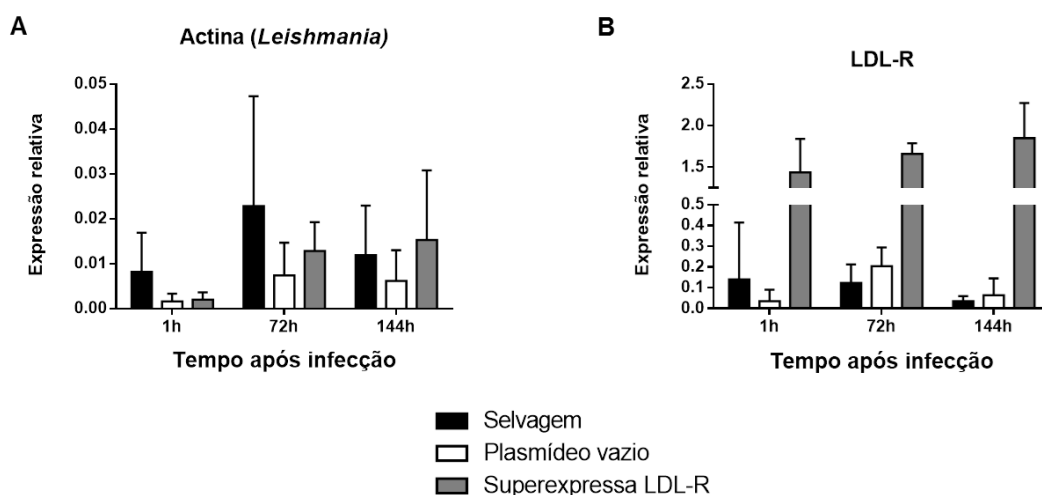 A
Actina (Leishmania)
Expressão relativa
0.05
0.04
0.03
0.02
0.01
0.00
1h
72h
144h
Tempo após infecção
B
LDL-R
Expressão relativa
2.5
2.0
1.5
0.5
0.4
0.3
0.2
0.1
0.0
1h
72h
144h
Tempo após infecção
Selvagem
Plasmídeo vazio
Superexpressa LDL-R